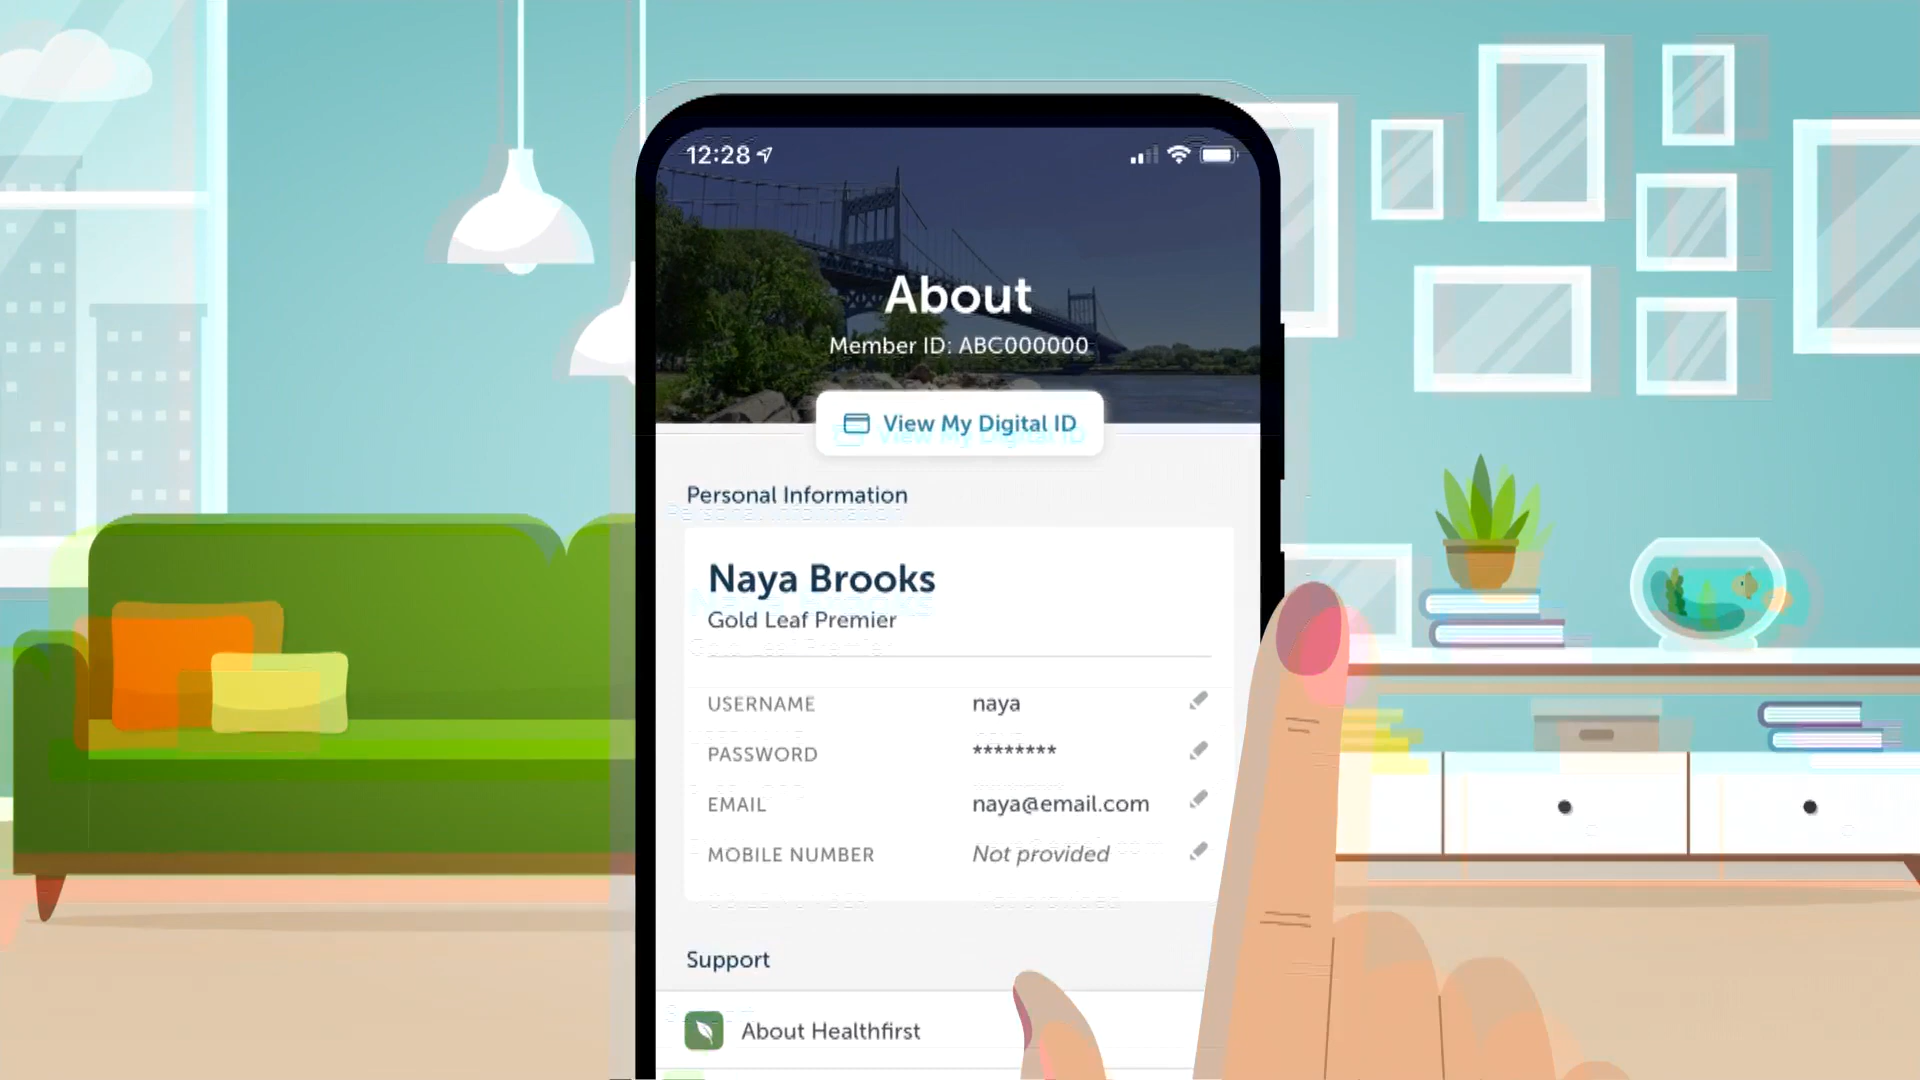 12:28
About
Member ID: ABC000000
View My Digital ID
Personal Information
Naya Brooks
Gold Leaf Premier
USERNAME naya
PASSWORD ********
EMAIL naya@email.com
MOBILE NUMBER Not provided
Support
About Healthfirst